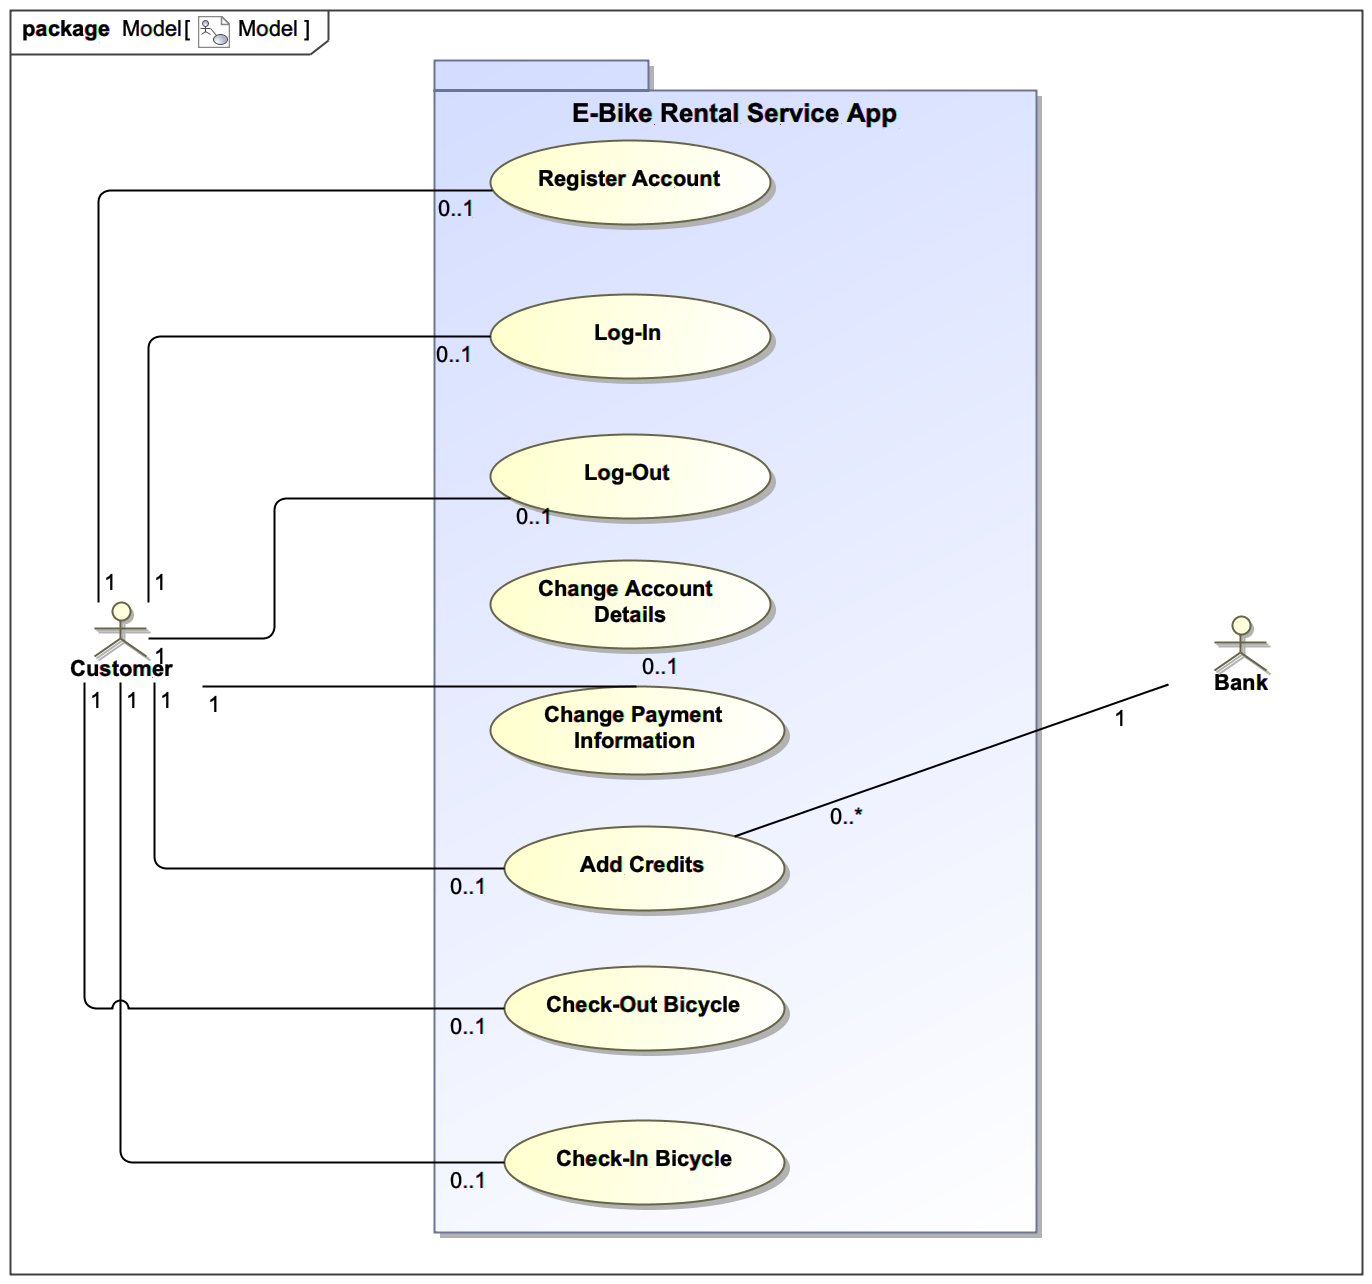 package Model[ Model ]
E-Bike Rental Service App
Register Account
0..1
Log-In
0..1
Log-Out
0..1
1
1
Change Account
Details
1
Customer
0..1
Bank
1
1
1
1
Change Payment
Information
1
0..*
Add Credits
0..1
Check-Out Bicycle
0..1
Check-In Bicycle
0..1